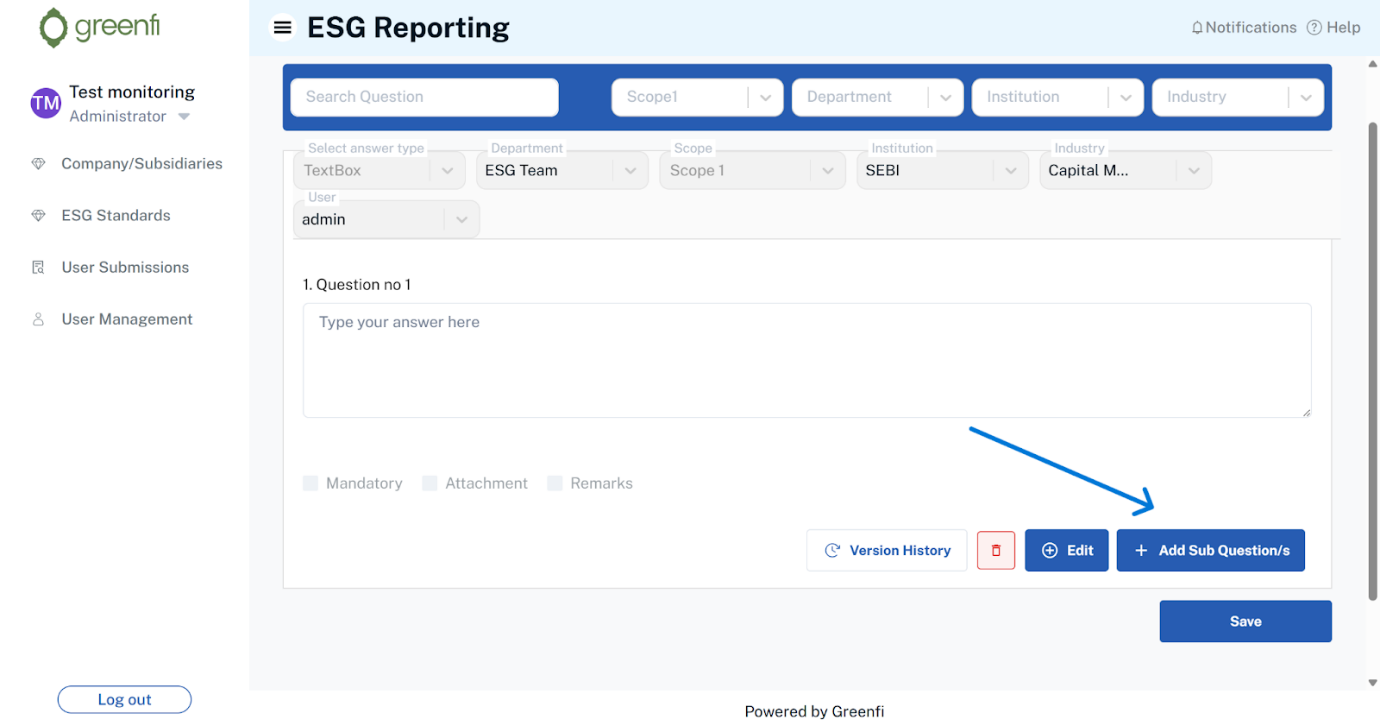 greenfi
ESG Reporting
Notifications
Help
TM
Test monitoring
Administrator
Company/Subsidiaries
ESG Standards
User Submissions
User Management
Log out
Search Question
Scope1
Department
Institution
Industry
Select answer type
TextBox
Department
ESG Team
Scope
Scope 1
Institution
SEBI
Industry
Capital M...
User
admin
1. Question no 1
Type your answer here
Mandatory
Attachment
Remarks
Version History
Edit
Add Sub Question/s
Save
Powered by Greenfi